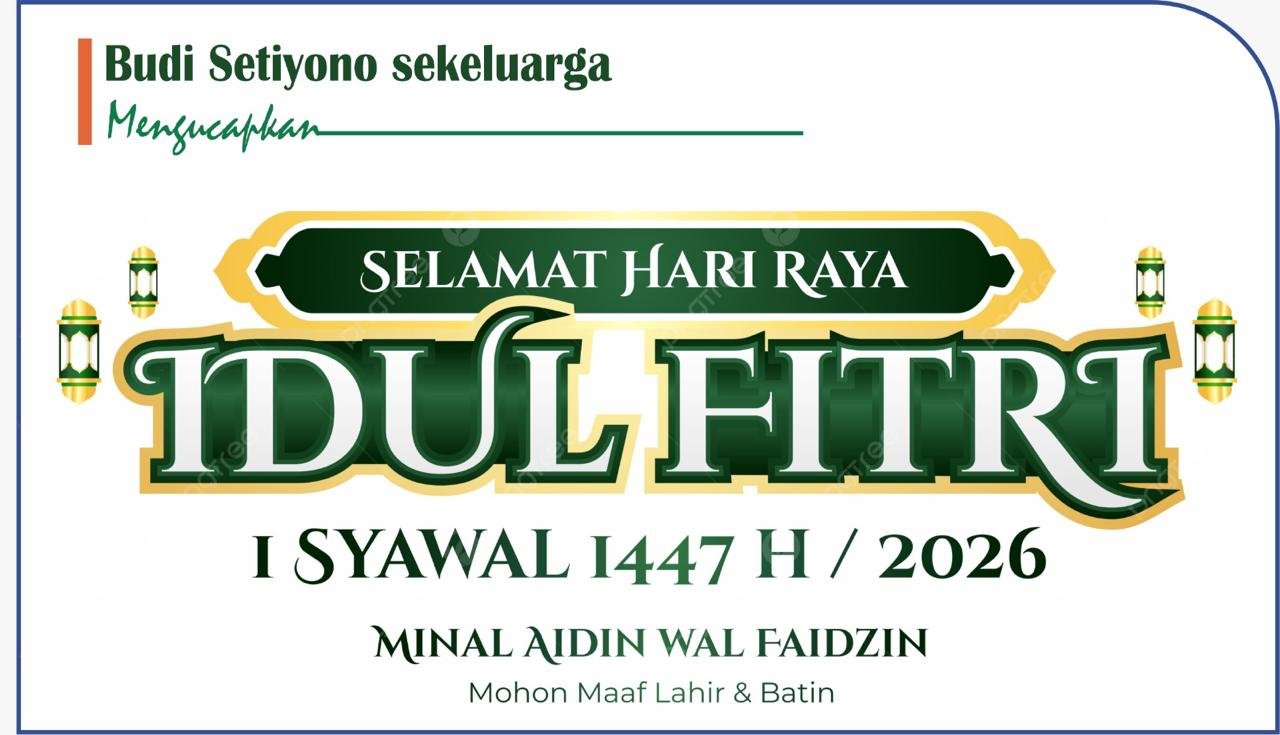 Budi Setiyono sekeluarga
Mengucapkan
SELAMAT HARI RAYA
IDUL FITRI
1 SYAWAL 1447 H / 2026
MINAL AIDIN WAL FAIDZIN
Mohon Maaf Lahir & Batin